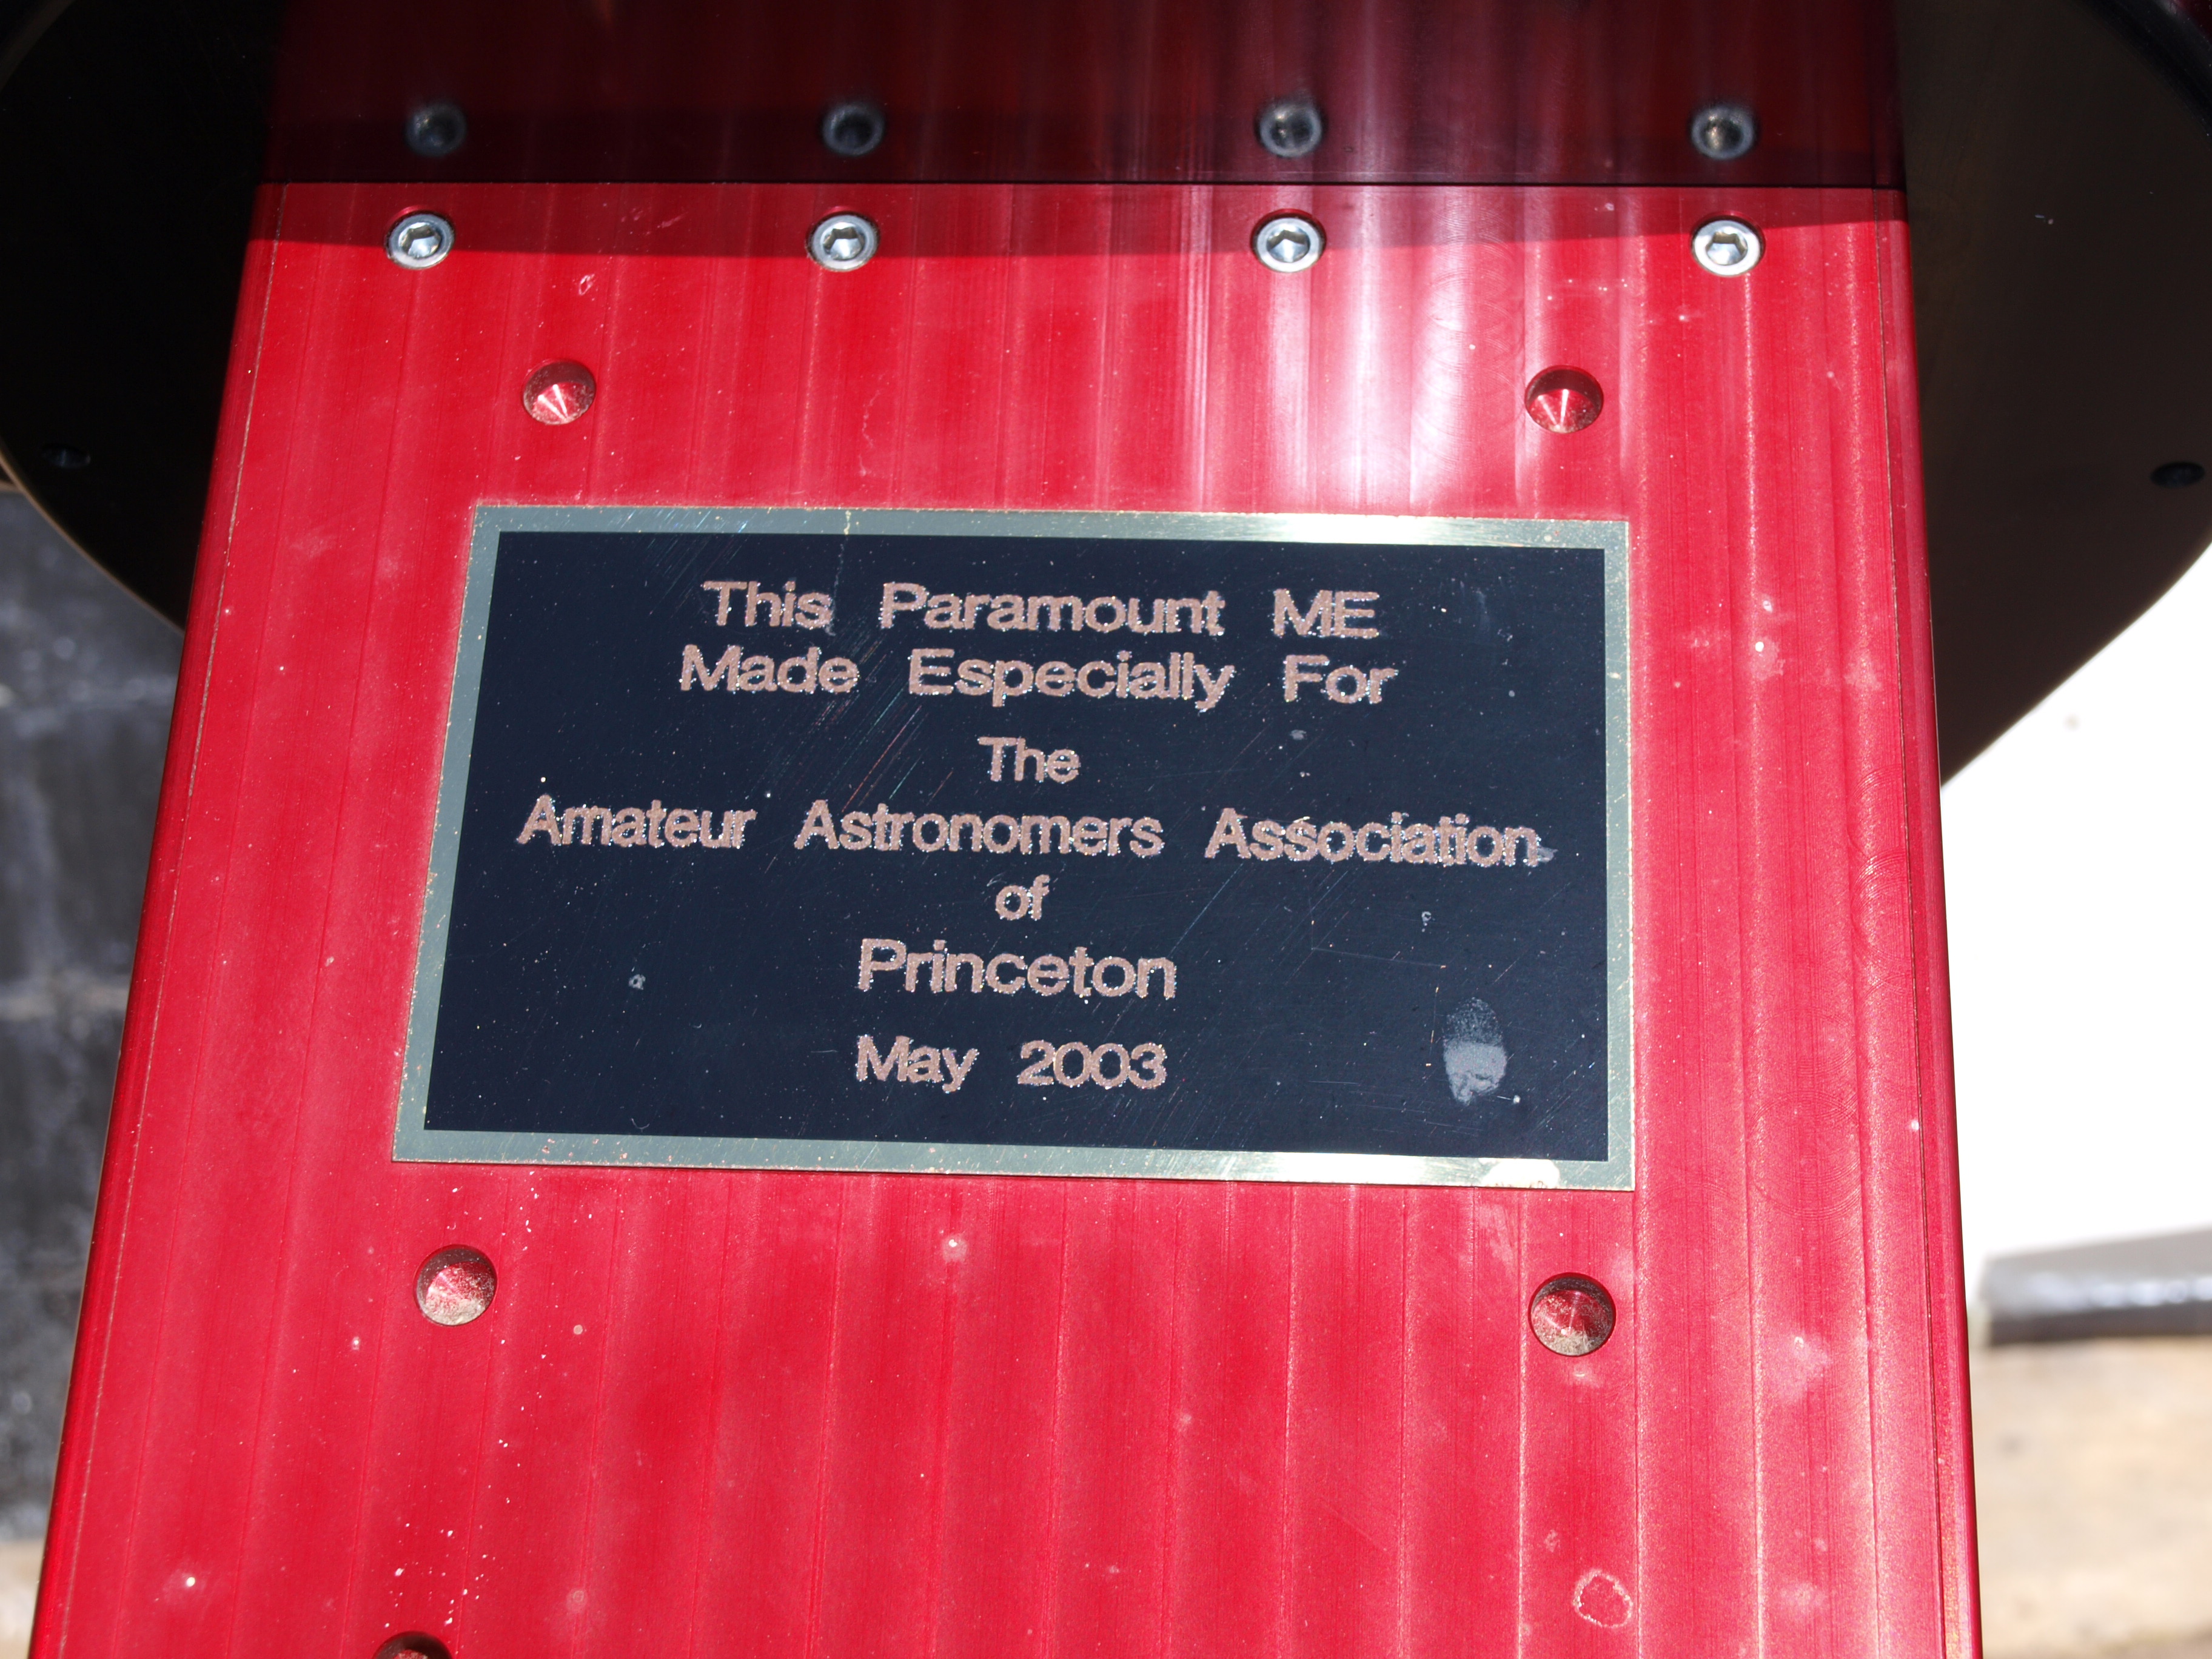 This Paramount ME
Made Especially For
The
Amateur Astronomers Association
of
Princeton
May 2003